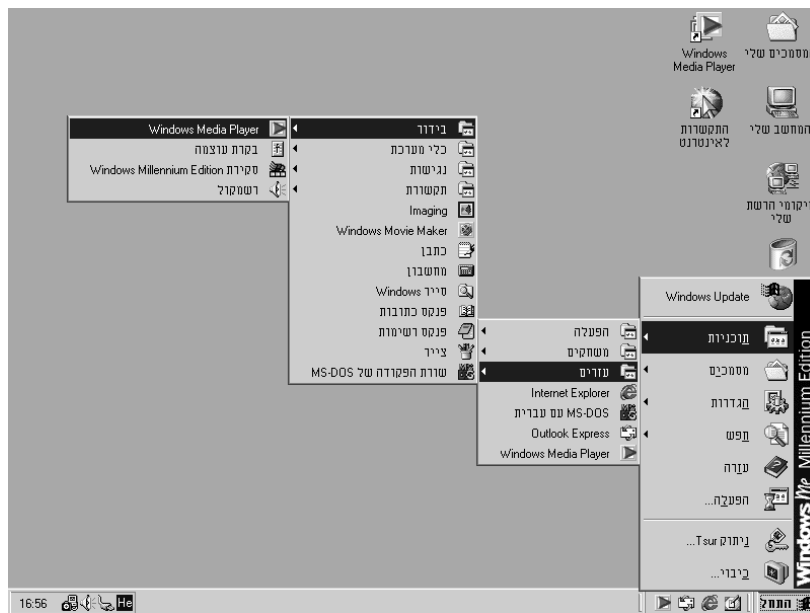 מסמכים שלי
Windows Media Player
המחשב שלי
התקשרות לאינטרנט
מיקומי הרשת שלי
Windows Update
תוכניות
מסמכים
הגדרות
חפש
עזרה
הפעלה...
ניתוק Tsur...
כיבוי...
Windows Me Millennium Edition
הפעלה
משחקים
עזרים
Internet Explorer
MS-DOS עם עברית
Outlook Express
Windows Media Player
בידור
כלי מערכת
נגישות
תקשורת
Imaging
Windows Movie Maker
כתבן
מחשבון
סייר Windows
פנקס כתובות
פנקס רשימות
צייר
שורת הפקודה של MS-DOS
Windows Media Player
בקרת עוצמה
סקירת Windows Millennium Edition
רשמקול
התחל
He
16:56